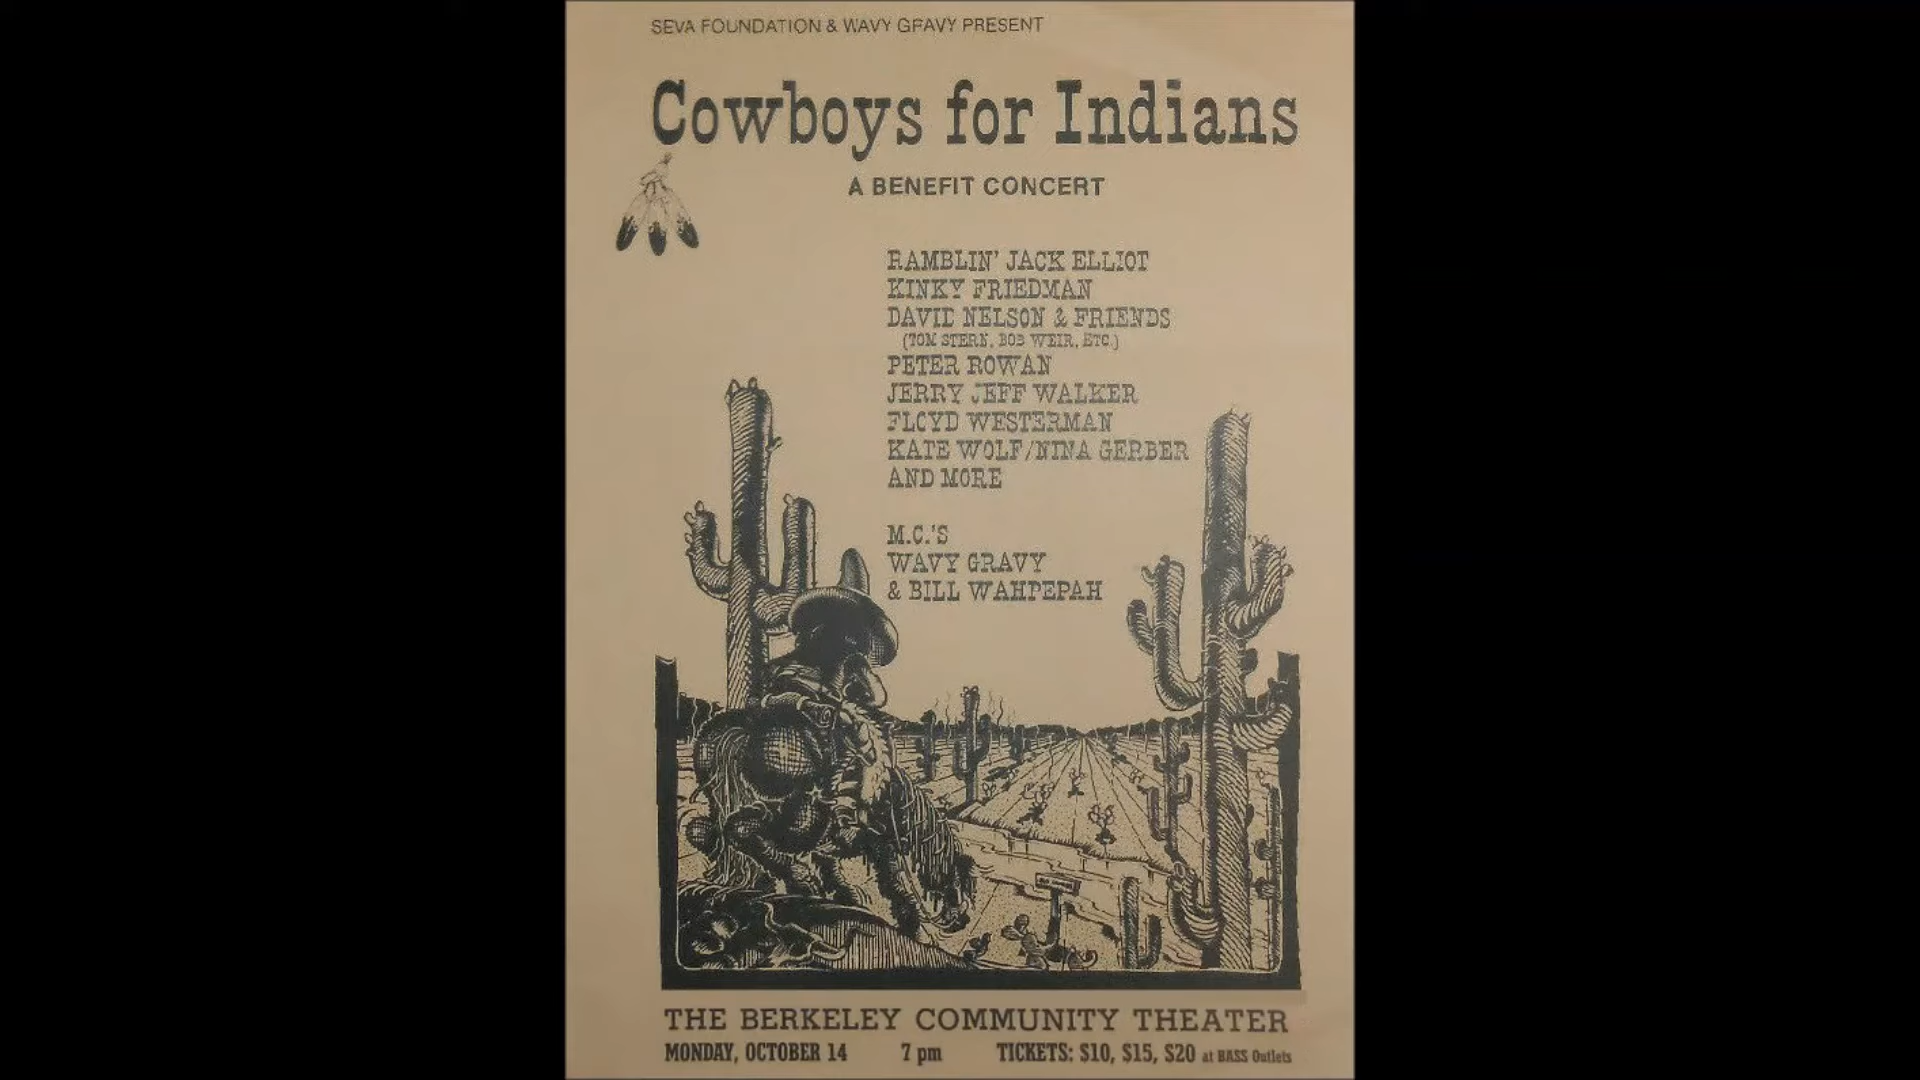 SEVA FOUNDATION & WAVY GRAVY PRESENT
Cowboys for Indians
A BENEFIT CONCERT
RAMBLIN' JACK ELLIOT
KINKY FRIEDMAN
DAVID NELSON & FRIENDS
(TOM STERN, BOB WEIR, ETC.)
PETER ROWAN
JERRY JEFF WALKER
FLOYD WESTERMAN
KATE WOLF/NINA GERBER
AND MORE
M.C.'S
WAVY GRAVY
& BILL WAHPEPAH
THE BERKELEY COMMUNITY THEATER
MONDAY, OCTOBER 14 7 pm TICKETS: $10, $15, $20 at BASS Outlets